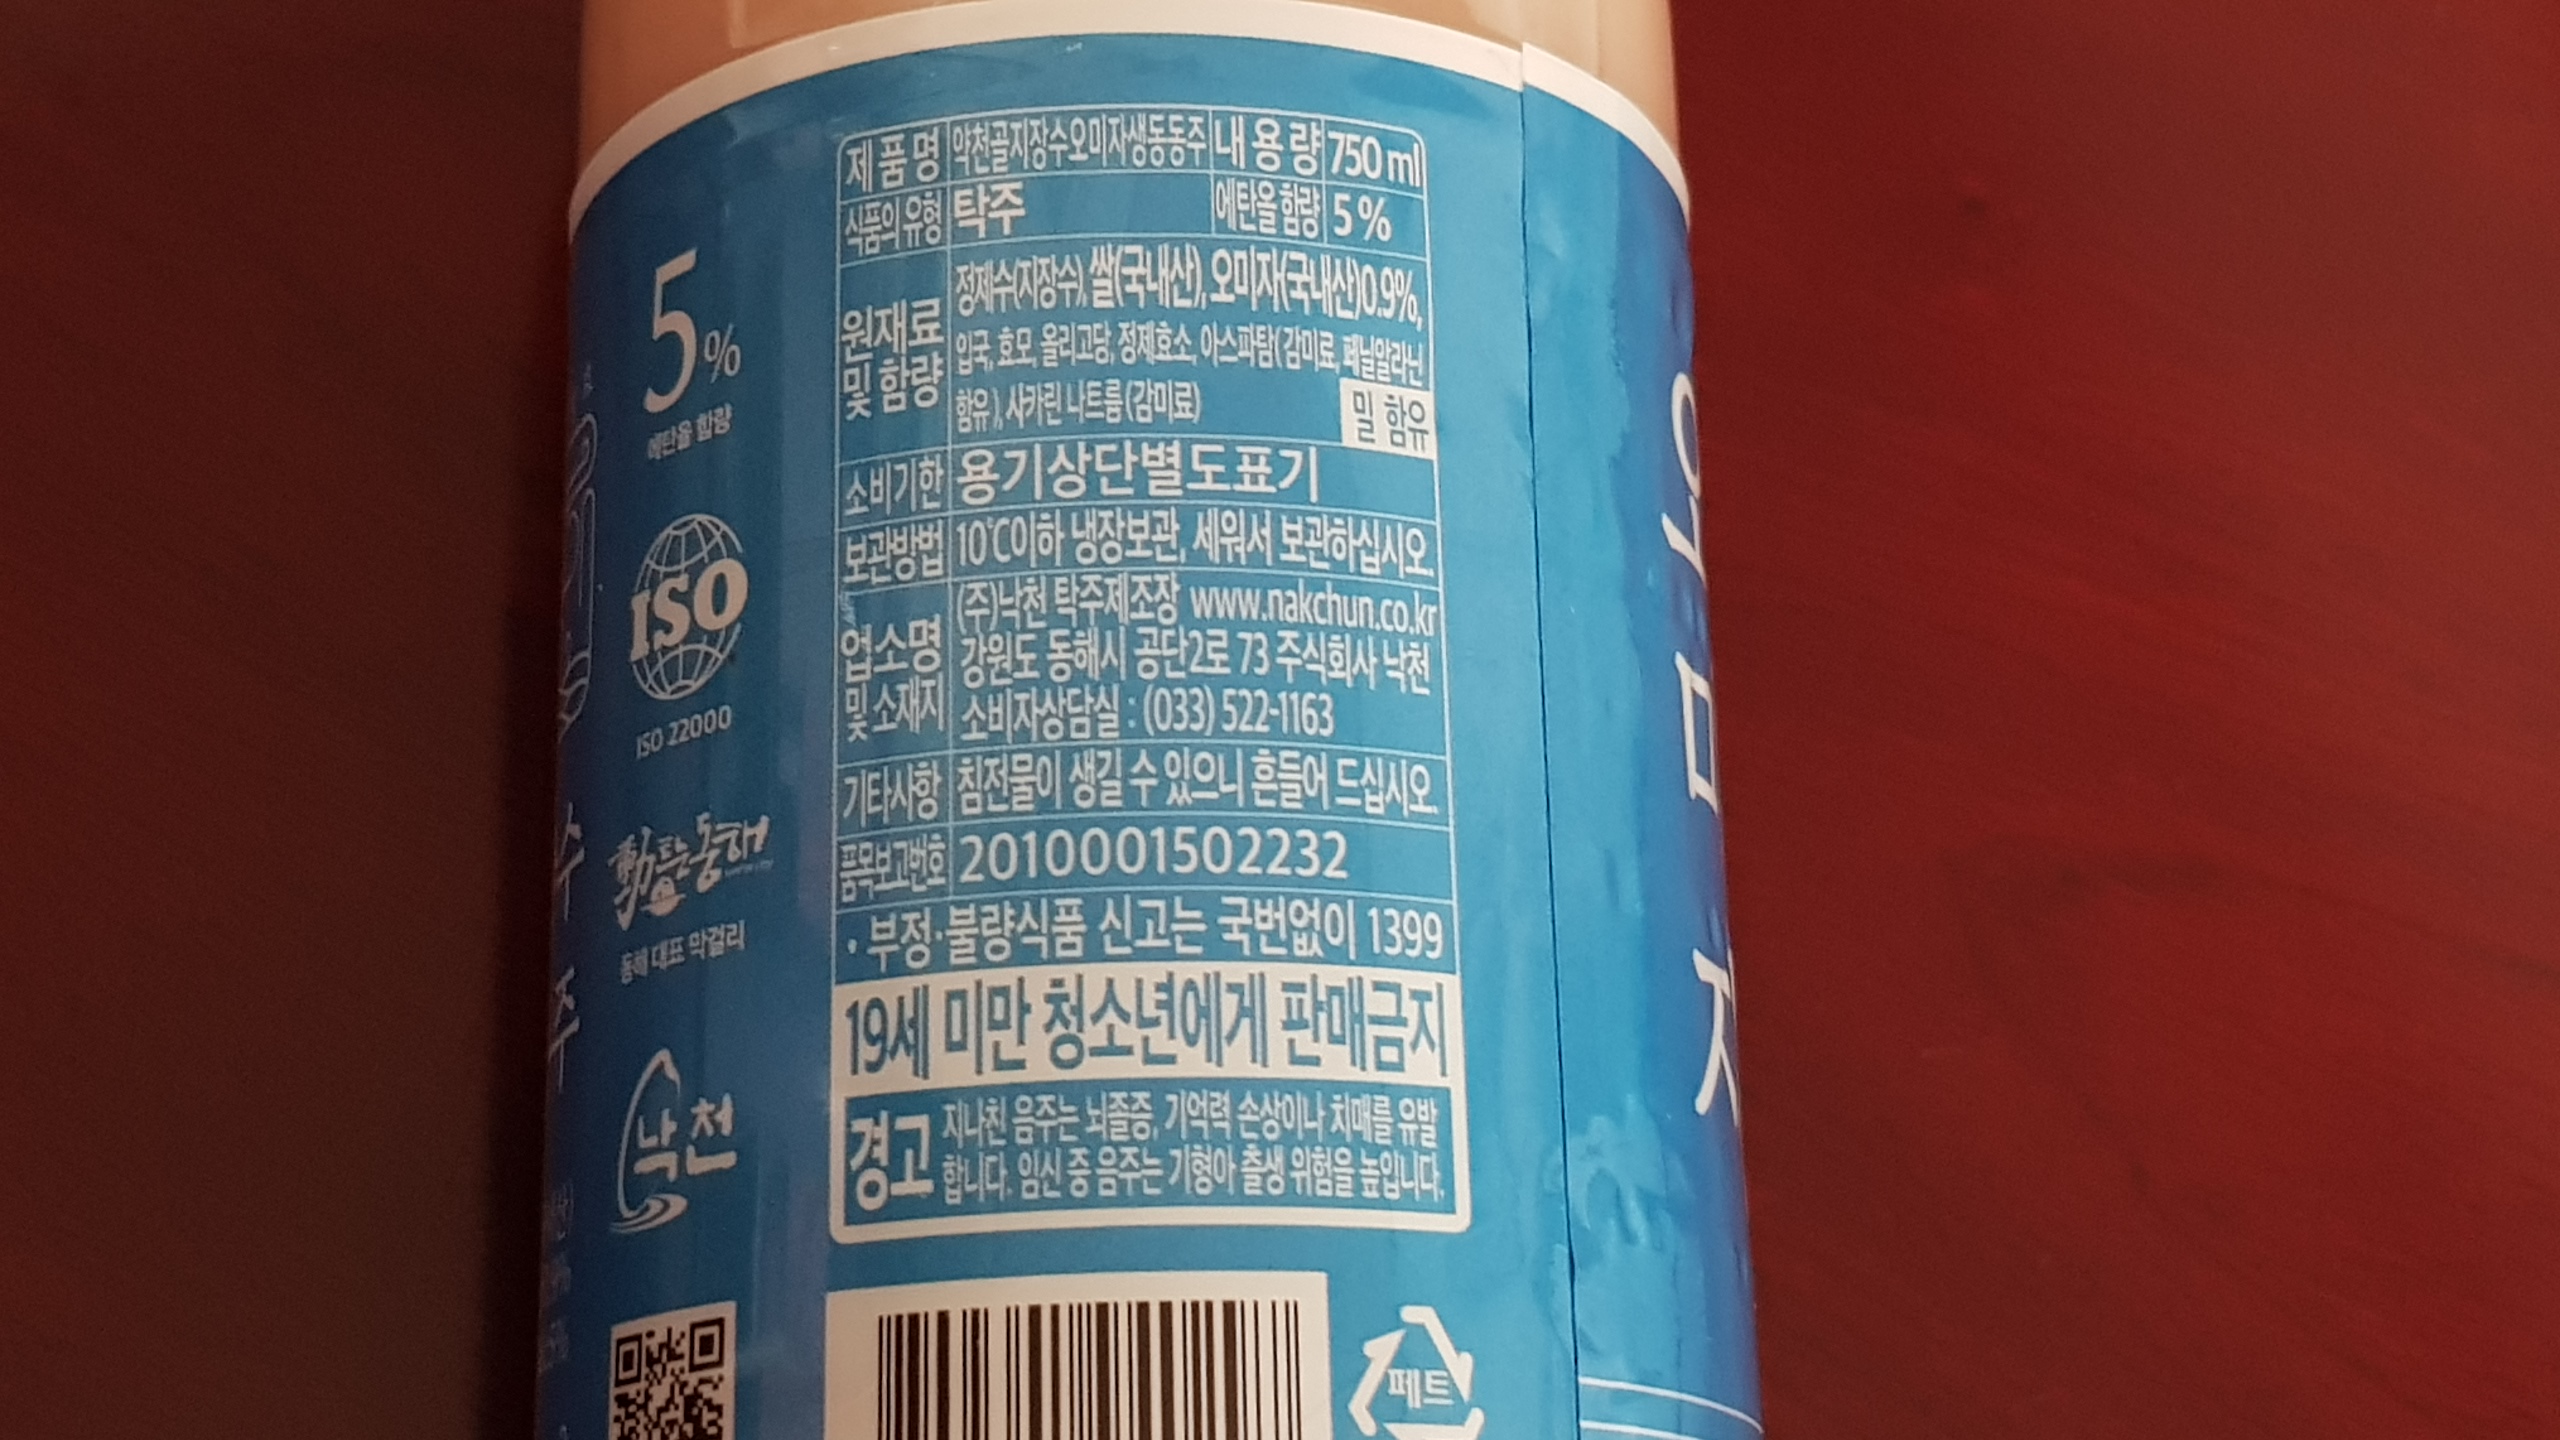 제품명 약천골지장수오미자생동동주 내용량 750 ml
식품의 유형 탁주 에탄올 함량 5%
원재료 및 함량 정제수(지장수), 쌀(국내산), 오미자(국내산)0.9%,
입국, 효모, 올리고당, 정제효소, 아스파탐(감미료, 페닐알라닌
함유), 사카린 나트륨(감미료) 밀 함유
소비기한 용기상단별도표기
보관방법 10℃이하 냉장보관, 세워서 보관하십시오.
업소명 및 소재지 (주)낙천 탁주제조장 www.nakchun.co.kr
강원도 동해시 공단2로 73 주식회사 낙천
소비자상담실 : (033) 522-1163
기타사항 침전물이 생길 수 있으니 흔들어 드십시오.
품목보고번호 2010001502232
· 부정·불량식품 신고는 국번없이 1399
19세 미만 청소년에게 판매금지
경고 지나친 음주는 뇌졸증, 기억력 손상이나 치매를 유발
합니다. 임신 중 음주는 기형아 출생 위험을 높입니다.
5%
에탄올 함량
ISO
ISO 22000
動트는동해
동해 대표 막걸리
낙천
페트
오미자
수
주